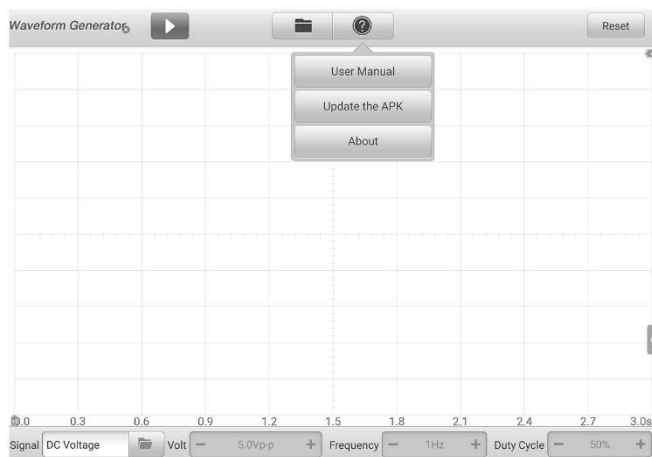 Waveform Generator
Reset
User Manual
Update the APK
About
0.0 0.3 0.6 0.9 1.2 1.5 1.8 2.1 2.4 2.7 3.0s
Signal DC Voltage Volt − 5.0Vp-p + Frequency − 1Hz + Duty Cycle − 50% +